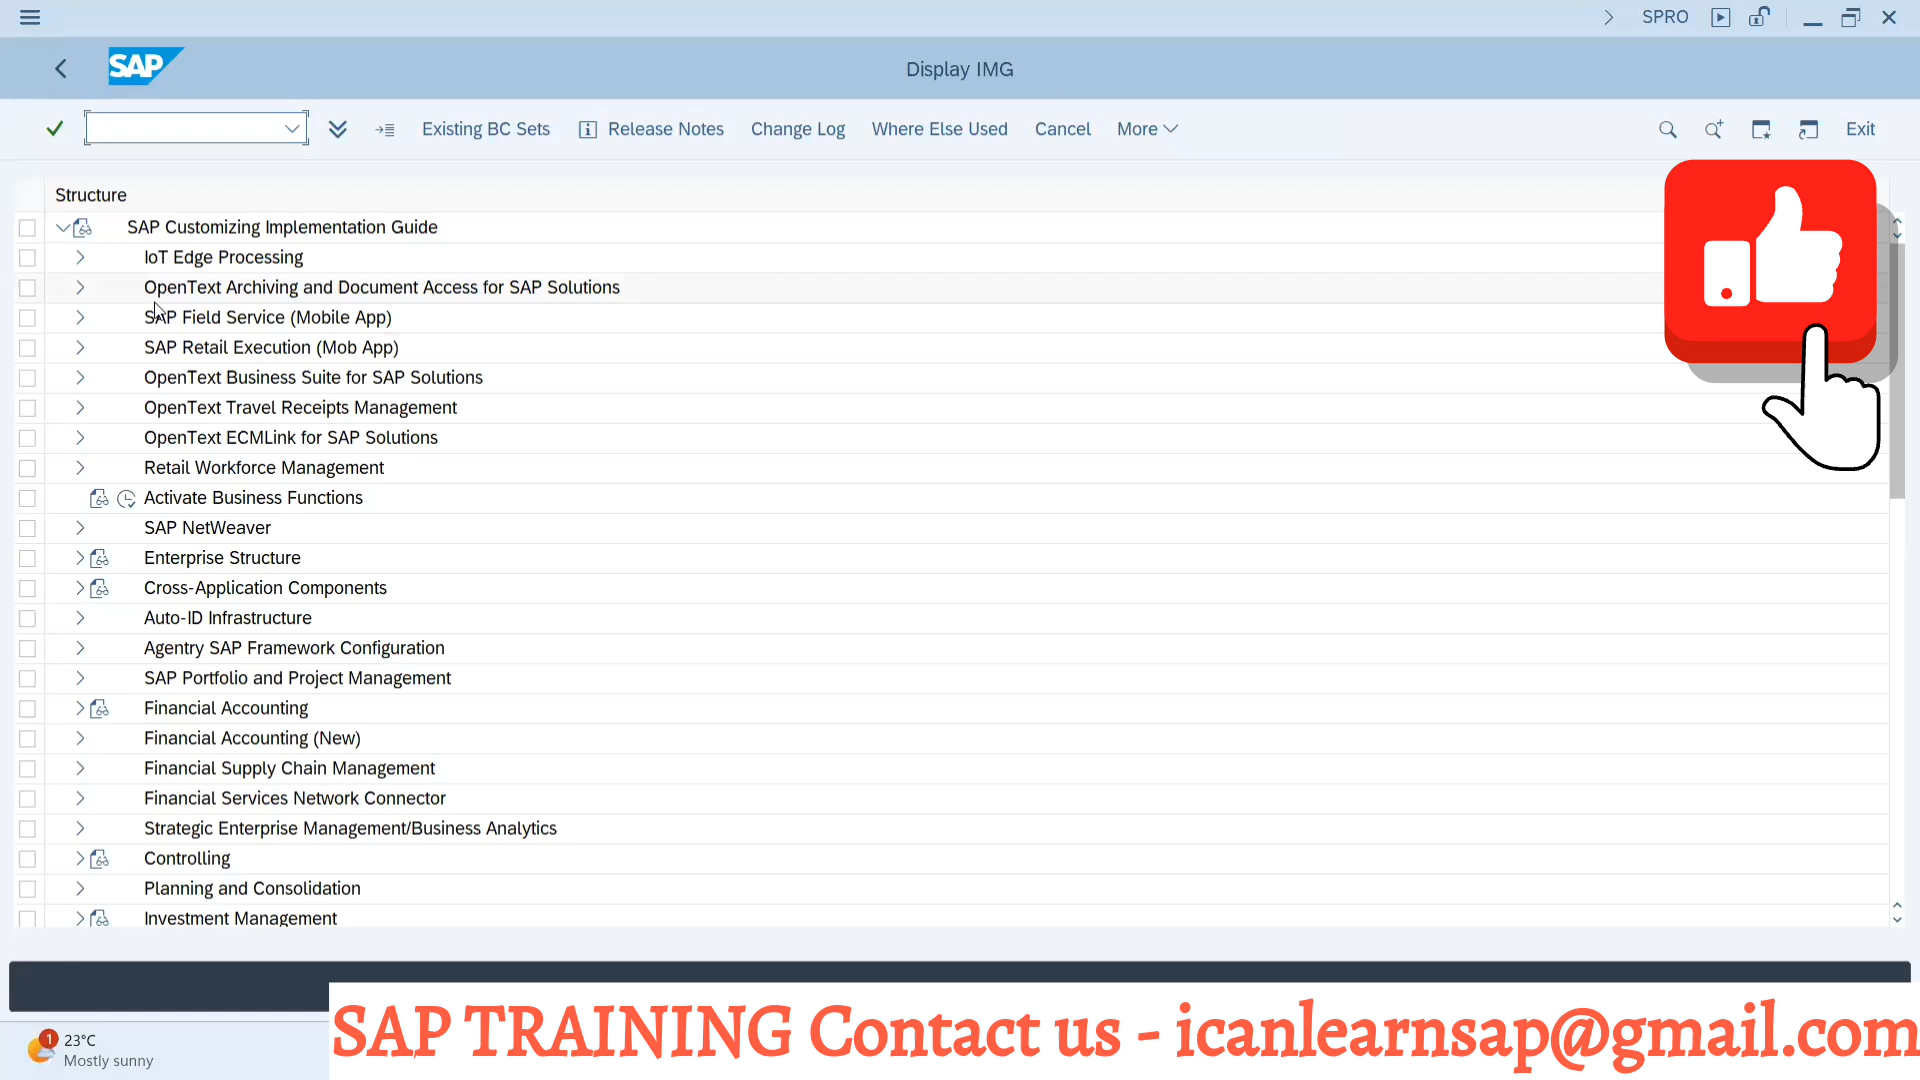 SPRO
SAP
Display IMG
Existing BC Sets
Release Notes
Change Log
Where Else Used
Cancel
More
Exit
Structure
SAP Customizing Implementation Guide
IoT Edge Processing
OpenText Archiving and Document Access for SAP Solutions
SAP Field Service (Mobile App)
SAP Retail Execution (Mob App)
OpenText Business Suite for SAP Solutions
OpenText Travel Receipts Management
OpenText ECMLink for SAP Solutions
Retail Workforce Management
Activate Business Functions
SAP NetWeaver
Enterprise Structure
Cross-Application Components
Auto-ID Infrastructure
Agentry SAP Framework Configuration
SAP Portfolio and Project Management
Financial Accounting
Financial Accounting (New)
Financial Supply Chain Management
Financial Services Network Connector
Strategic Enterprise Management/Business Analytics
Controlling
Planning and Consolidation
Investment Management
SAP TRAINING Contact us - icanlearnsap@gmail.com
1
23°C
Mostly sunny